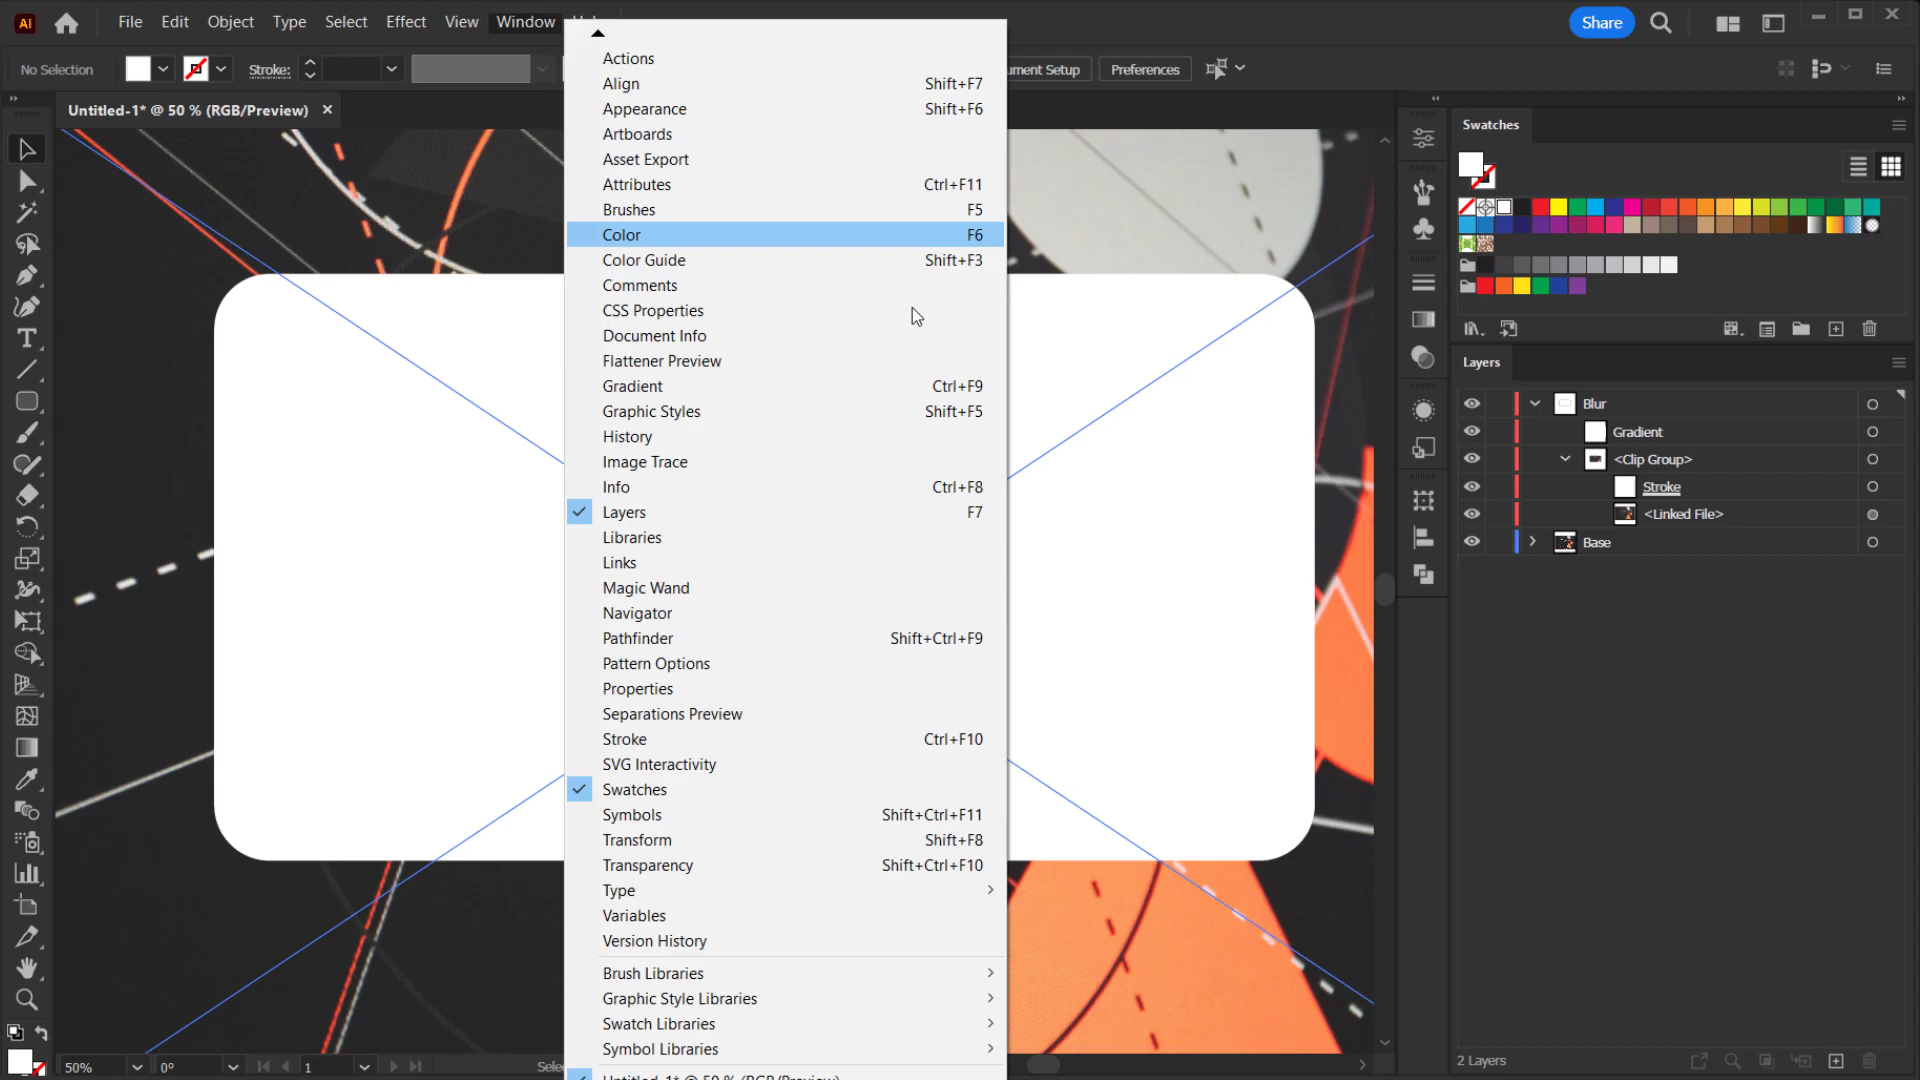 Ai File Edit Object Type Select Effect View Window
Share
No Selection
Stroke:
ument Setup
Preferences
Untitled-1* @ 50 % (RGB/Preview) ×
Actions
Align Shift+F7
Appearance Shift+F6
Artboards
Asset Export
Attributes Ctrl+F11
Brushes F5
Color F6
Color Guide Shift+F3
Comments
CSS Properties
Document Info
Flattener Preview
Gradient Ctrl+F9
Graphic Styles Shift+F5
History
Image Trace
Info Ctrl+F8
Layers F7
Libraries
Links
Magic Wand
Navigator
Pathfinder Shift+Ctrl+F9
Pattern Options
Properties
Separations Preview
Stroke Ctrl+F10
SVG Interactivity
Swatches
Symbols Shift+Ctrl+F11
Transform Shift+F8
Transparency Shift+Ctrl+F10
Type
Variables
Version History
Brush Libraries
Graphic Style Libraries
Swatch Libraries
Symbol Libraries
Untitled-1* @ 50 % (RGB/Preview)
Swatches
Layers
Blur
Gradient
<Clip Group>
Stroke
<Linked File>
Base
2 Layers
50%
0°
1
Selec